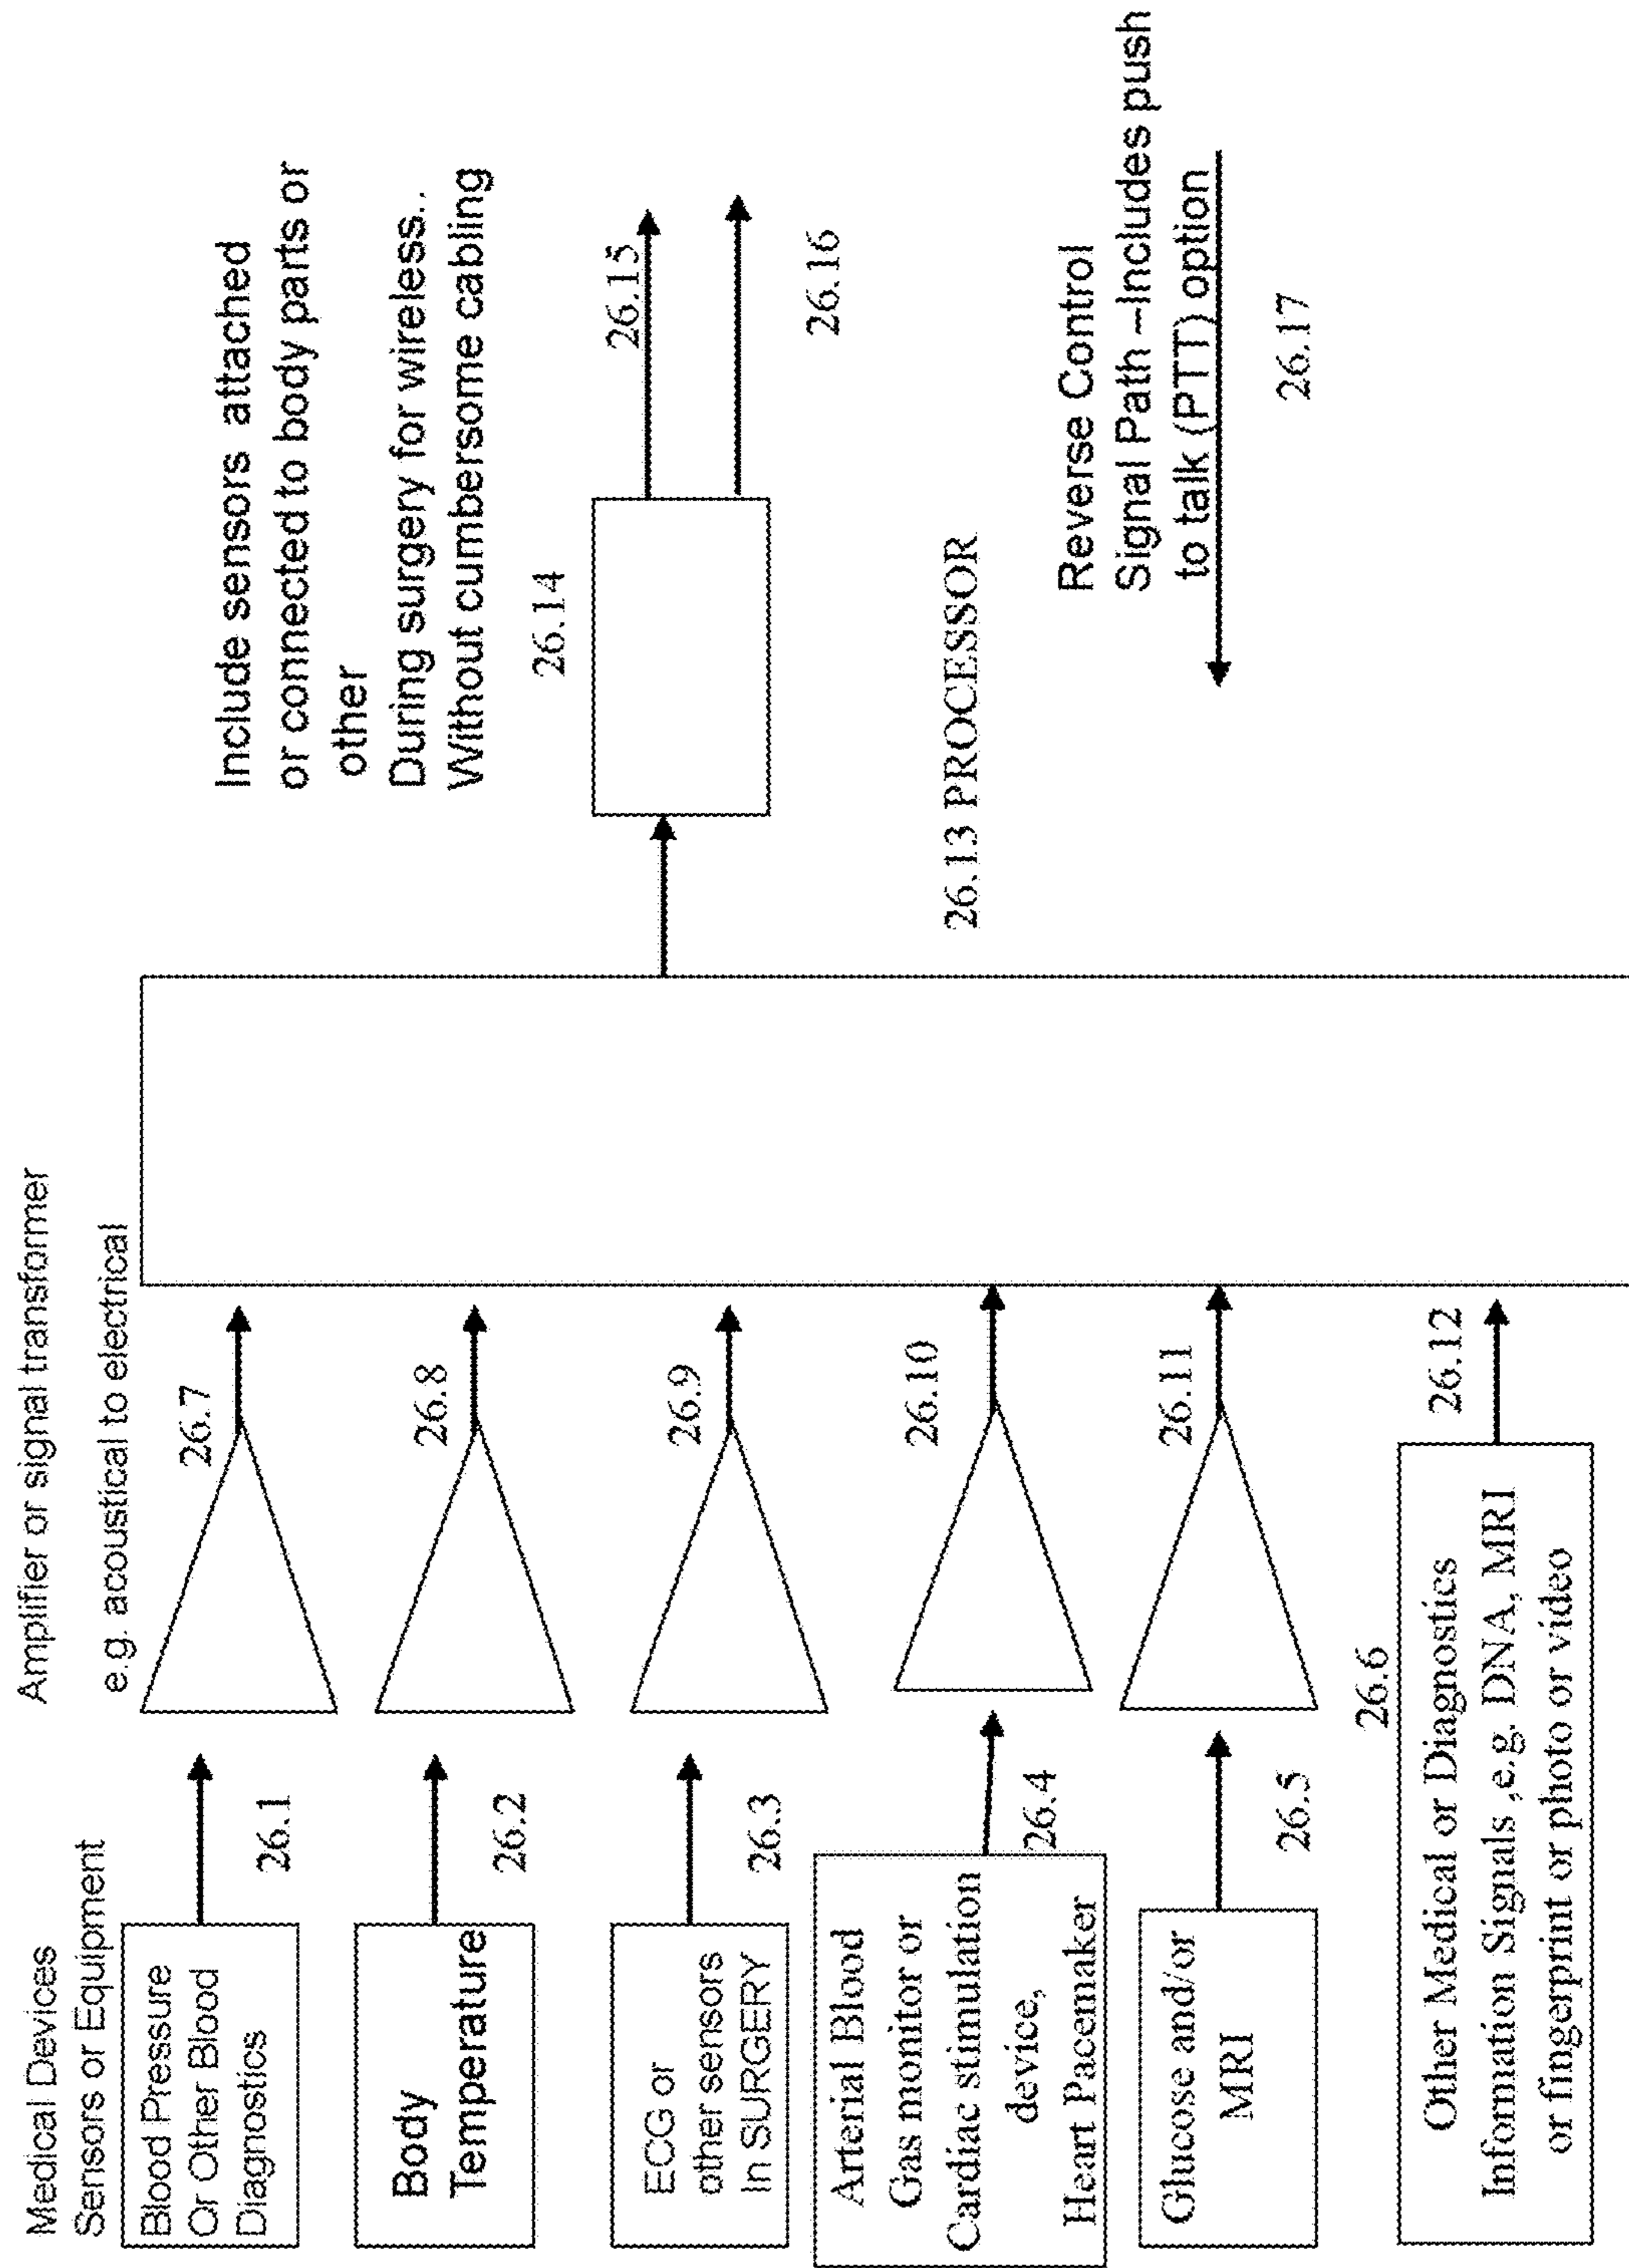 Medical Devices
Sensors or Equipment
Amplifier or signal transformer
e.g. acoustical to electrical
Blood Pressure
Or Other Blood
Diagnostics
26.1
26.7
Body
Temperature
26.2
26.8
ECG or
other sensors
In SURGERY
26.3
26.9
Arterial Blood
Gas monitor or
Cardiac stimulation
device,
Heart Pacemaker
26.4
26.10
Glucose and/or
MRI
26.5
26.11
26.6
Other Medical or Diagnostics
Information Signals ,e.g. DNA, MRI
or fingerprint or photo or video
26.12
Include sensors attached
or connected to body parts or
other
During surgery for wireless..
Without cumbersome cabling
26.14
26.15
26.16
26.13 PROCESSOR
Reverse Control
Signal Path –Includes push
to talk (PTT) option
26.17